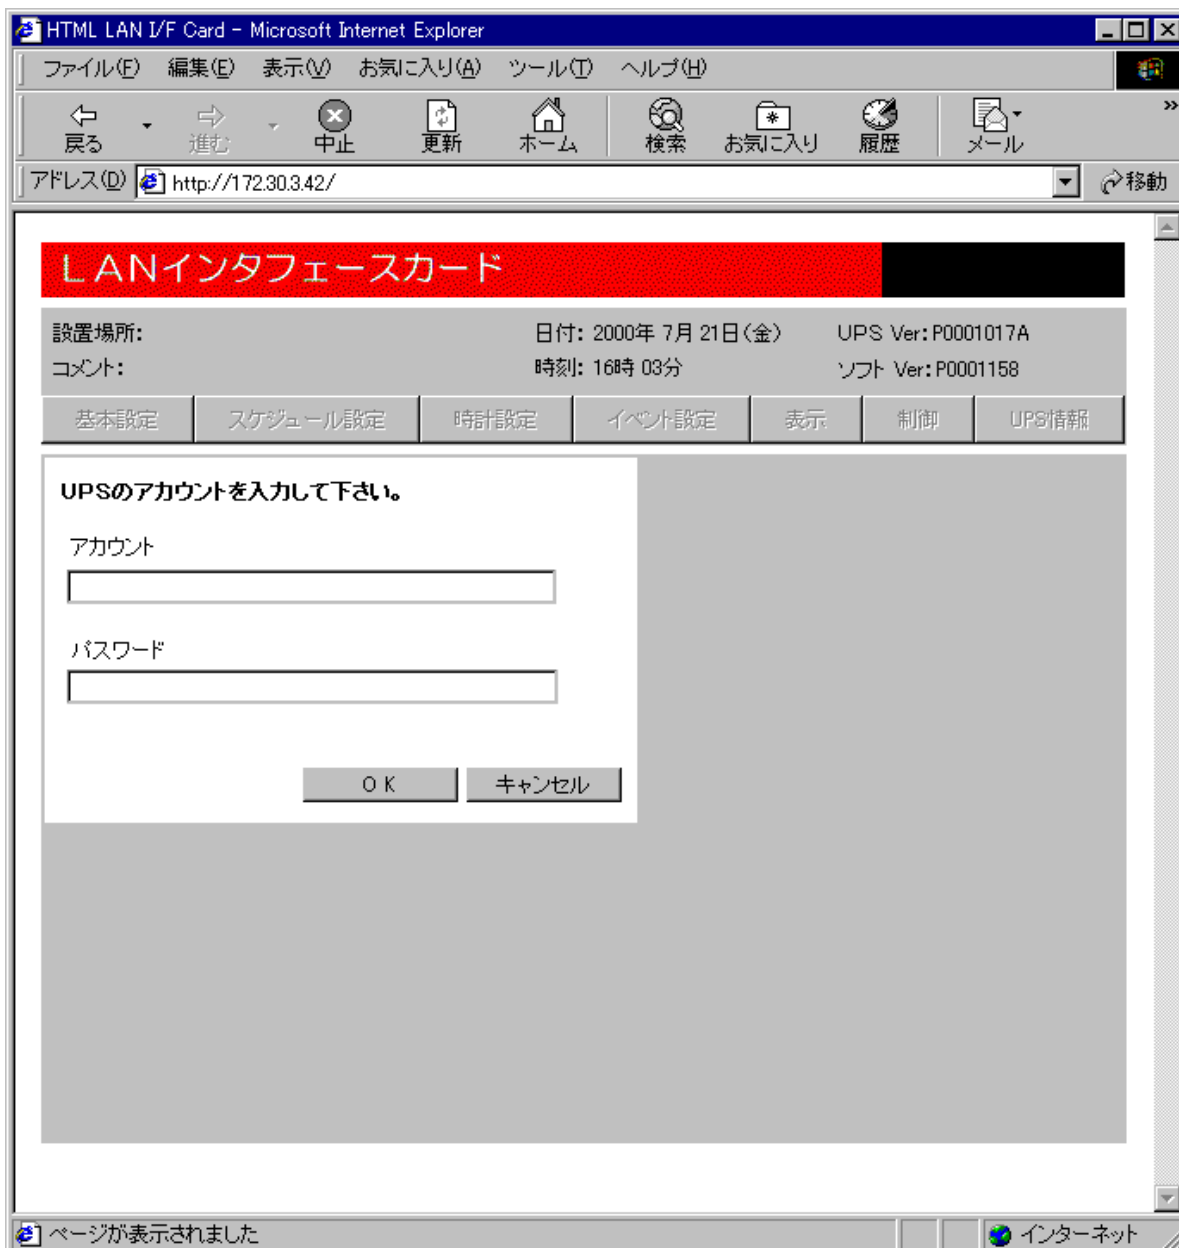 HTML LAN I/F Card - Microsoft Internet Explorer
ファイル(F) 編集(E) 表示(V) お気に入り(A) ツール(T) ヘルプ(H)
戻る 進む 中止 更新 ホーム 検索 お気に入り 履歴 メール »
アドレス(D) http://172.30.3.42/ 移動
LANインタフェースカード
設置場所: 日付: 2000年 7月 21日(金) UPS Ver: P0001017A
コメント: 時刻: 16時 03分 ソフト Ver: P0001158
基本設定 スケジュール設定 時計設定 イベント設定 表示 制御 UPS情報
UPSのアカウントを入力して下さい。
アカウント
パスワード
OK キャンセル
ページが表示されました インターネット